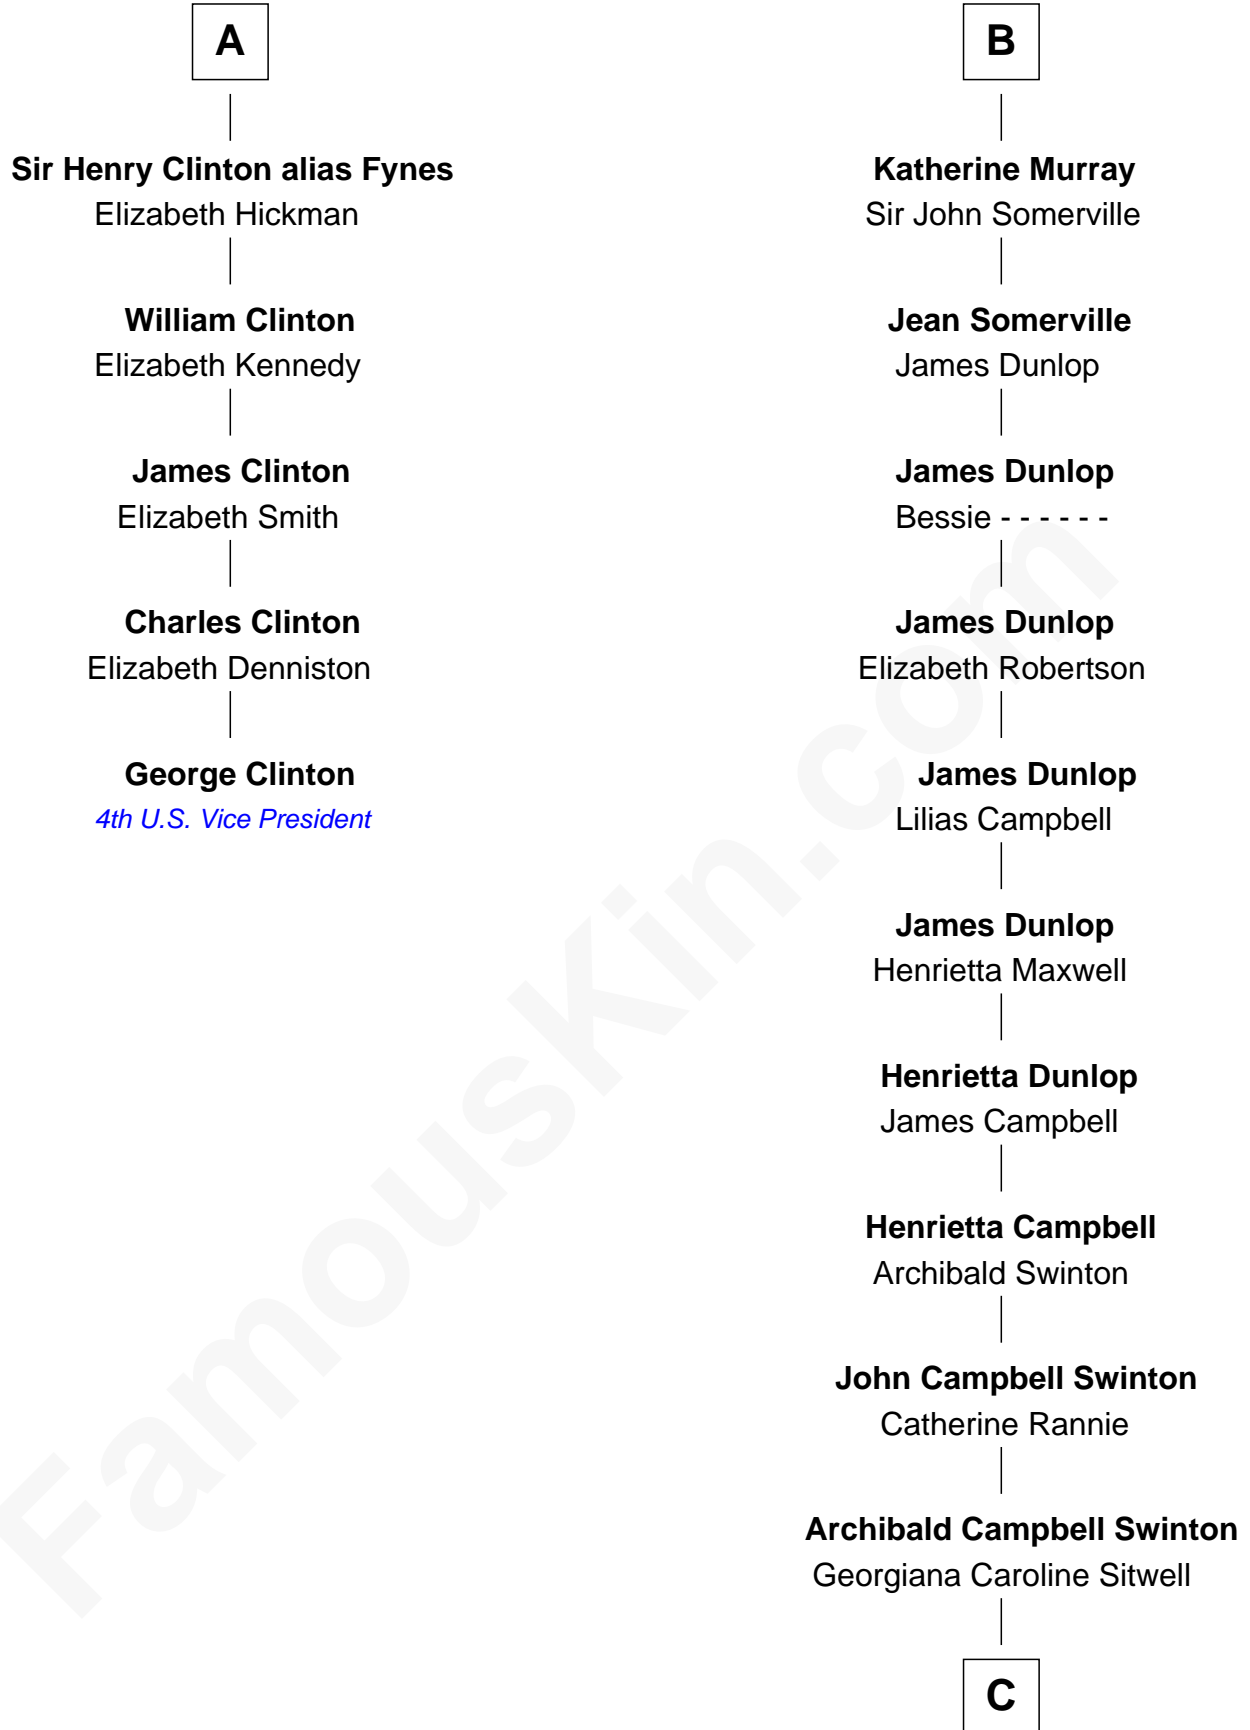 A
Sir Henry Clinton alias Fynes
Elizabeth Hickman
William Clinton
Elizabeth Kennedy
James Clinton
Elizabeth Smith
Charles Clinton
Elizabeth Denniston
George Clinton
4th U.S. Vice President
B
Katherine Murray
Sir John Somerville
Jean Somerville
James Dunlop
James Dunlop
Bessie - - - - - -
James Dunlop
Elizabeth Robertson
James Dunlop
Lilias Campbell
James Dunlop
Henrietta Maxwell
Henrietta Dunlop
James Campbell
Henrietta Campbell
Archibald Swinton
John Campbell Swinton
Catherine Rannie
Archibald Campbell Swinton
Georgiana Caroline Sitwell
C
FamousKin.com